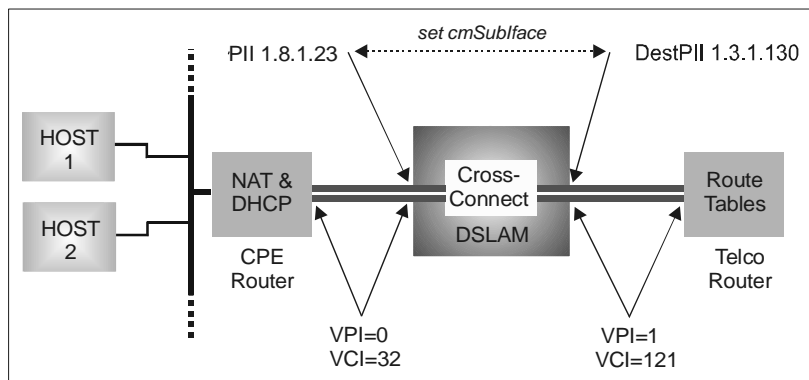 PII 1.8.1.23
set cmSubIface
DestPII 1.3.1.130
HOST
1
HOST
2
NAT &
DHCP
CPE
Router
Cross-
Connect
DSLAM
Route
Tables
Telco
Router
VPI=0
VCI=32
VPI=1
VCI=121